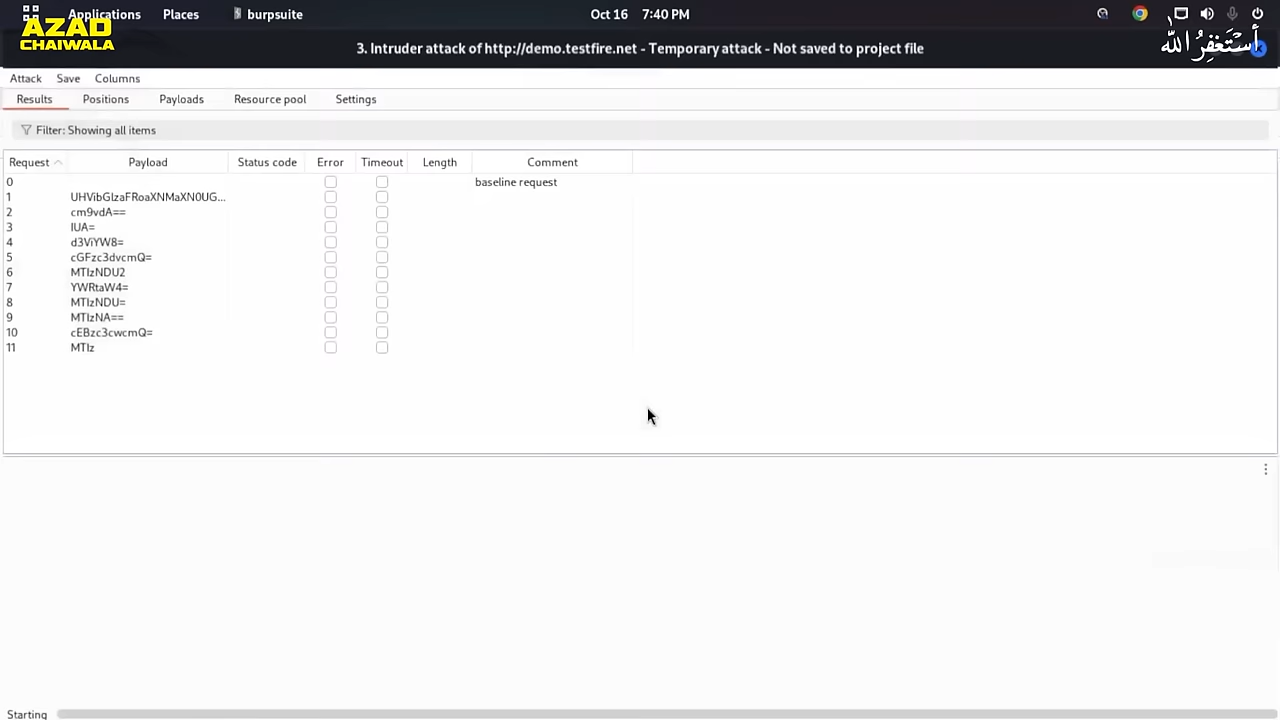 Applications Places burpsuite Oct 16 7:40 PM
AZAD
CHAIWALA
أستَغفِرُ اللّٰه
3. Intruder attack of http://demo.testfire.net - Temporary attack - Not saved to project file
Attack Save Columns
Results Positions Payloads Resource pool Settings
Filter: Showing all items
Request Payload Status code Error Timeout Length Comment
0 baseline request
1 UHVibGlzaFRoaXNMaXN0UG...
2 cm9vdA==
3 IUA=
4 d3ViYW8=
5 cGFzc3dvcmQ=
6 MTIzNDU2
7 YWRtaW4=
8 MTIzNDU=
9 MTIzNA==
10 cEBzc3cwcmQ=
11 MTIz
Starting